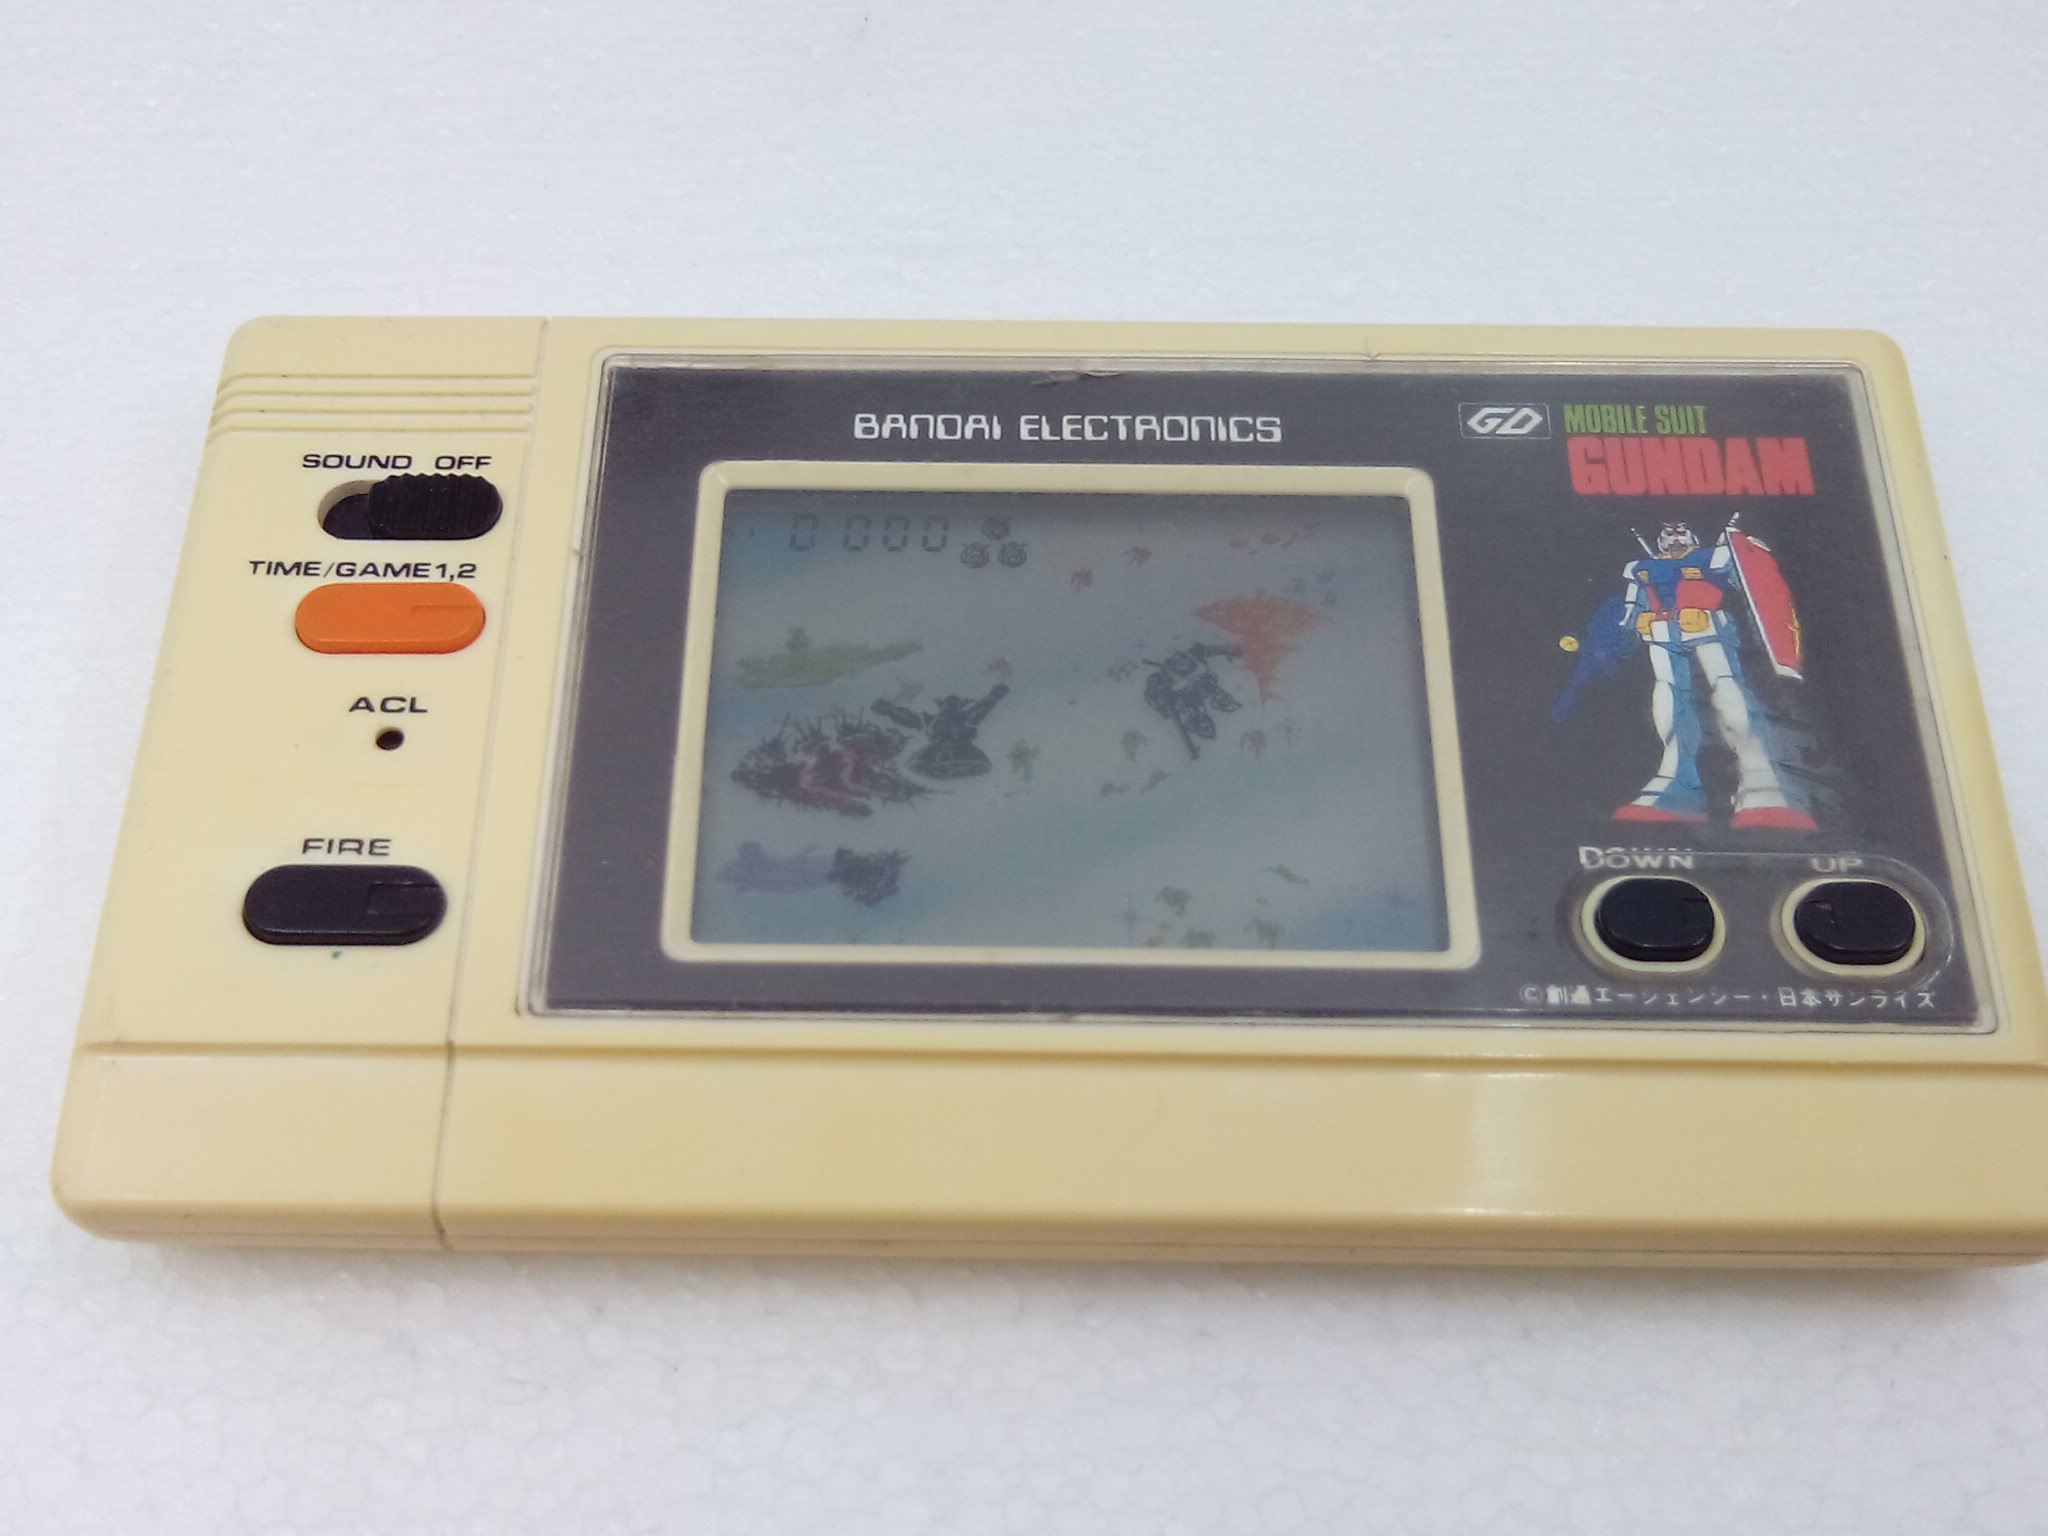 BANDAI ELECTRONICS
GD
MOBILE SUIT
GUNDAM
SOUND OFF
TIME/GAME1,2
ACL
FIRE
0 000
DOWN
UP
©創通エージェンシー・日本サンライズ